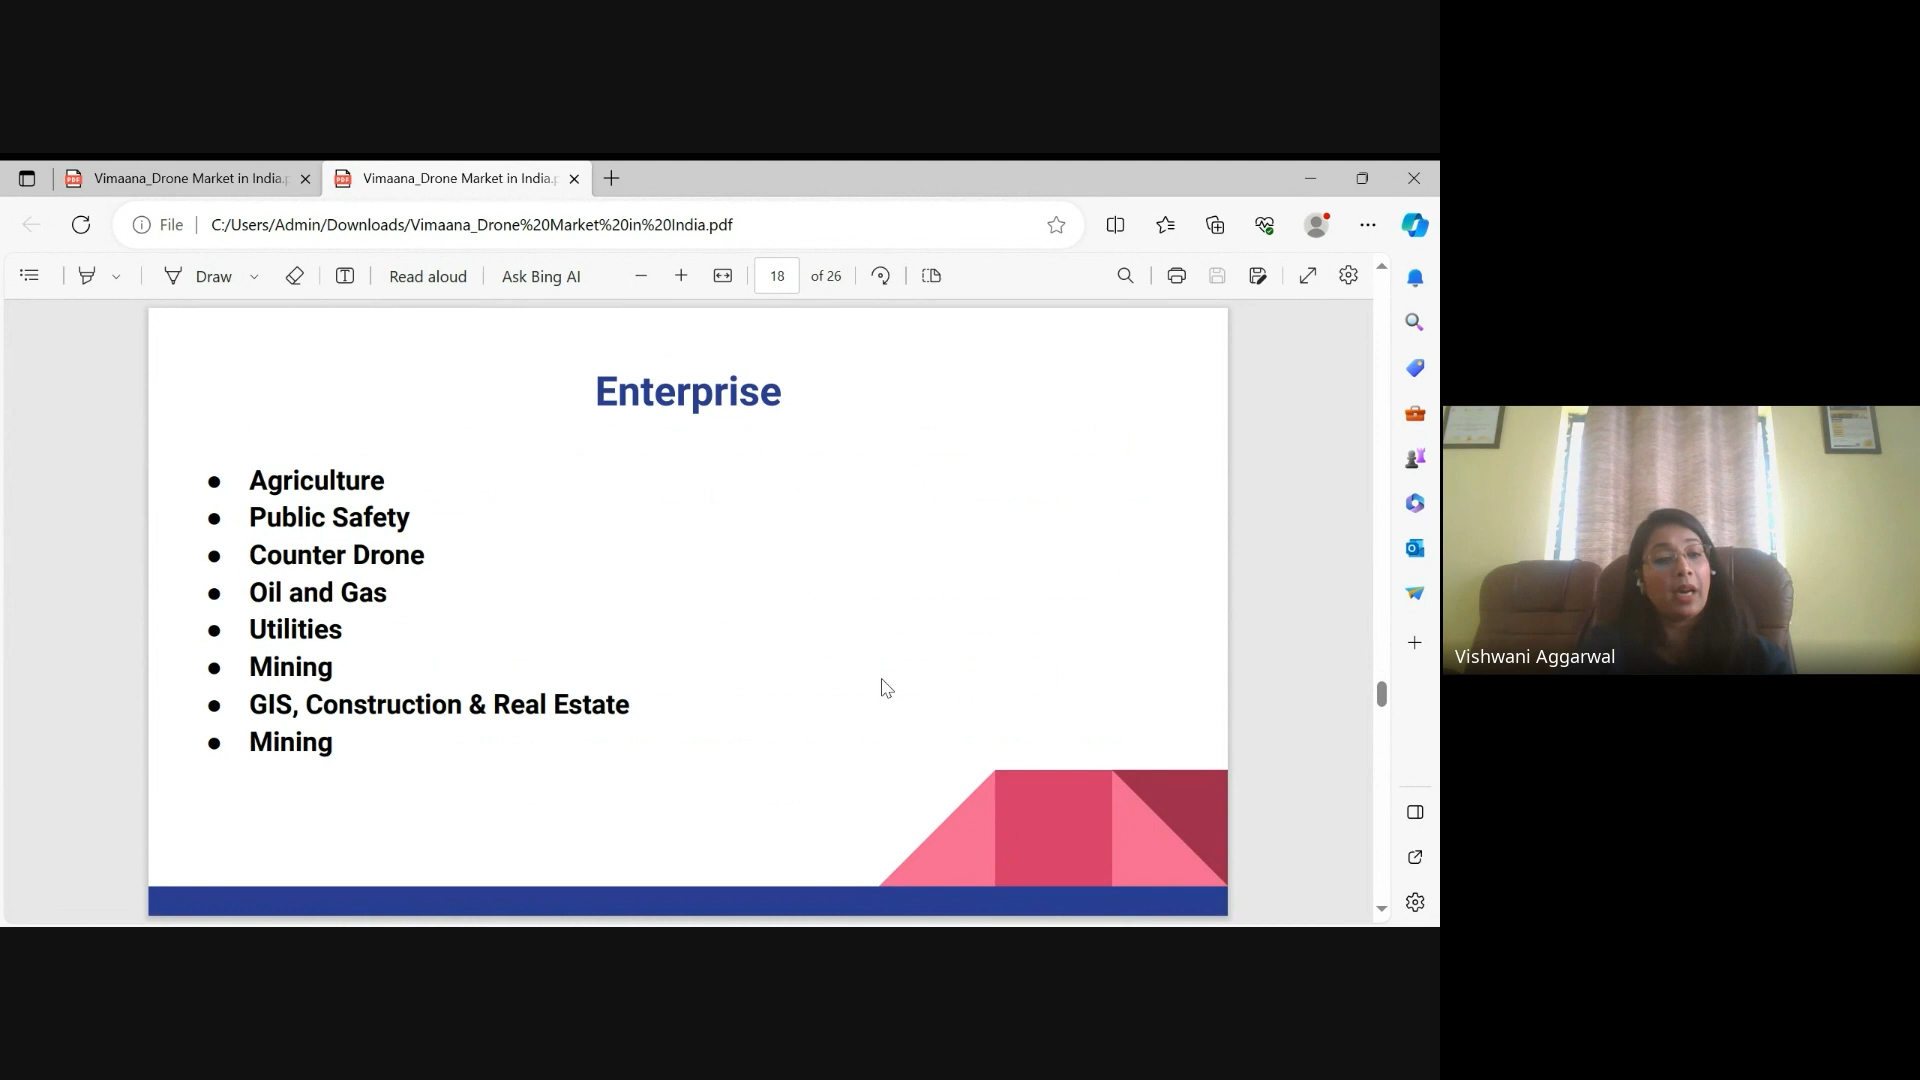 Vimaana_Drone Market in India.p
Vimaana_Drone Market in India.p
File
C:/Users/Admin/Downloads/Vimaana_Drone%20Market%20in%20India.pdf
Draw
Read aloud
Ask Bing AI
18
of 26
Enterprise
● Agriculture
● Public Safety
● Counter Drone
● Oil and Gas
● Utilities
● Mining
● GIS, Construction & Real Estate
● Mining
Vishwani Aggarwal